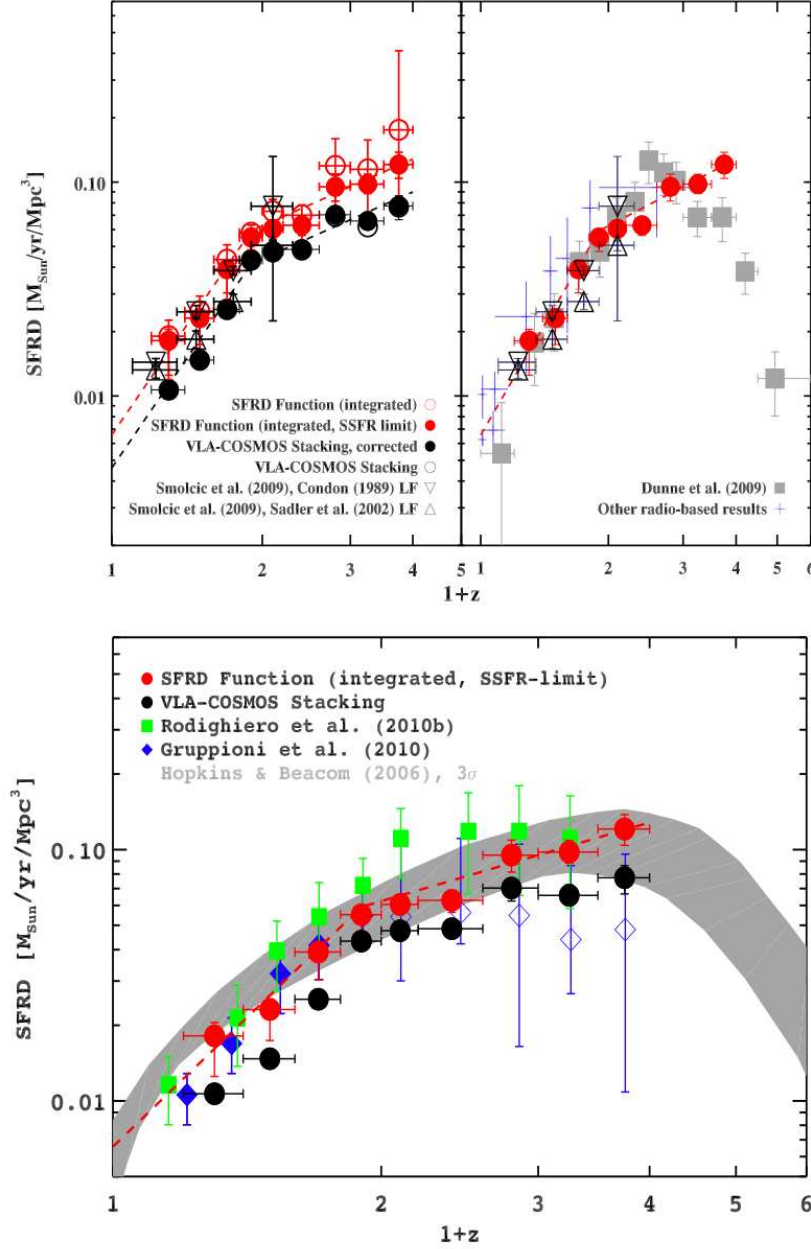 SFRD [M_Sun/yr/Mpc^3]
0.10
0.01
SFRD Function (integrated)
SFRD Function (integrated, SSFR limit)
VLA-COSMOS Stacking, corrected
VLA-COSMOS Stacking
Smolcic et al. (2009), Condon (1989) LF
Smolcic et al. (2009), Sadler et al. (2002) LF
Dunne et al. (2009)
Other radio-based results
1 2 3 4 5 1 2 3 4 5 6
1+z
SFRD Function (integrated, SSFR-limit)
VLA-COSMOS Stacking
Rodighiero et al. (2010b)
Gruppioni et al. (2010)
Hopkins & Beacom (2006), 3σ
SFRD [M_Sun/yr/Mpc^3]
0.10
0.01
1 2 3 4 5 6
1+z